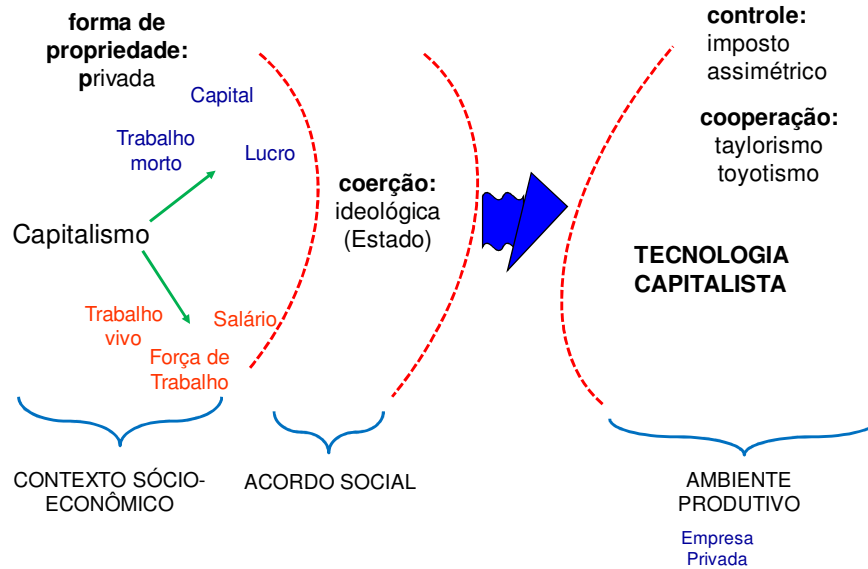 forma de
propriedade:
privada
Capital
Trabalho
morto
Lucro
Capitalismo
Trabalho
vivo
Salário
Força de
Trabalho
CONTEXTO SÓCIO-
ECONÔMICO
coerção:
ideológica
(Estado)
ACORDO SOCIAL
controle:
imposto
assimétrico
cooperação:
taylorismo
toyotismo
TECNOLOGIA
CAPITALISTA
AMBIENTE
PRODUTIVO
Empresa
Privada